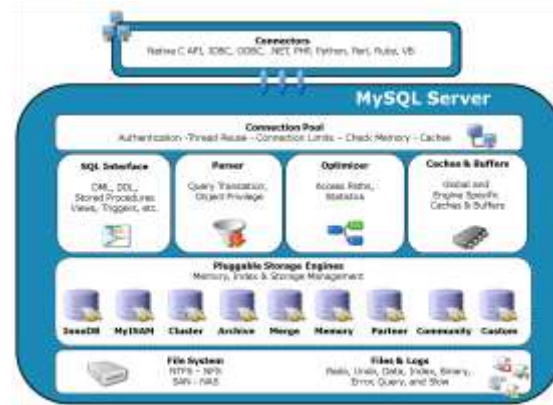 Connectors
Native C API, JDBC, ODBC, .NET, PHP, Python, Perl, Ruby, VB
MySQL Server
Connection Pool
Authentication - Thread Reuse - Connection Limits - Check Memory - Caches
SQL Interface
DML, DDL,
Stored Procedures
Views, Triggers, etc.
Parser
Query Translation,
Object Privilege
Optimizer
Access Paths,
Statistics
Caches & Buffers
Global and
Engine Specific
Caches & Buffers
Pluggable Storage Engines
Memory, Index & Storage Management
InnoDB MyISAM Cluster Archive Merge Memory Partner Community Custom
File System
NTFS - NFS
SAN - NAS
Files & Logs
Redo, Undo, Data, Index, Binary,
Error, Query, and Slow